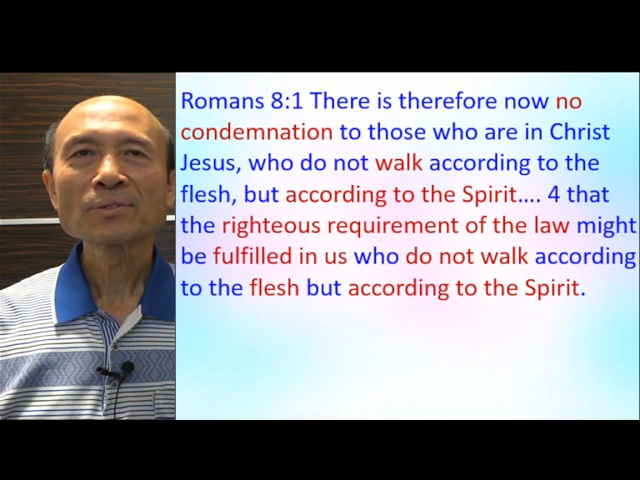 Romans 8:1 There is therefore now no
condemnation to those who are in Christ
Jesus, who do not walk according to the
flesh, but according to the Spirit…. 4 that
the righteous requirement of the law might
be fulfilled in us who do not walk according
to the flesh but according to the Spirit.